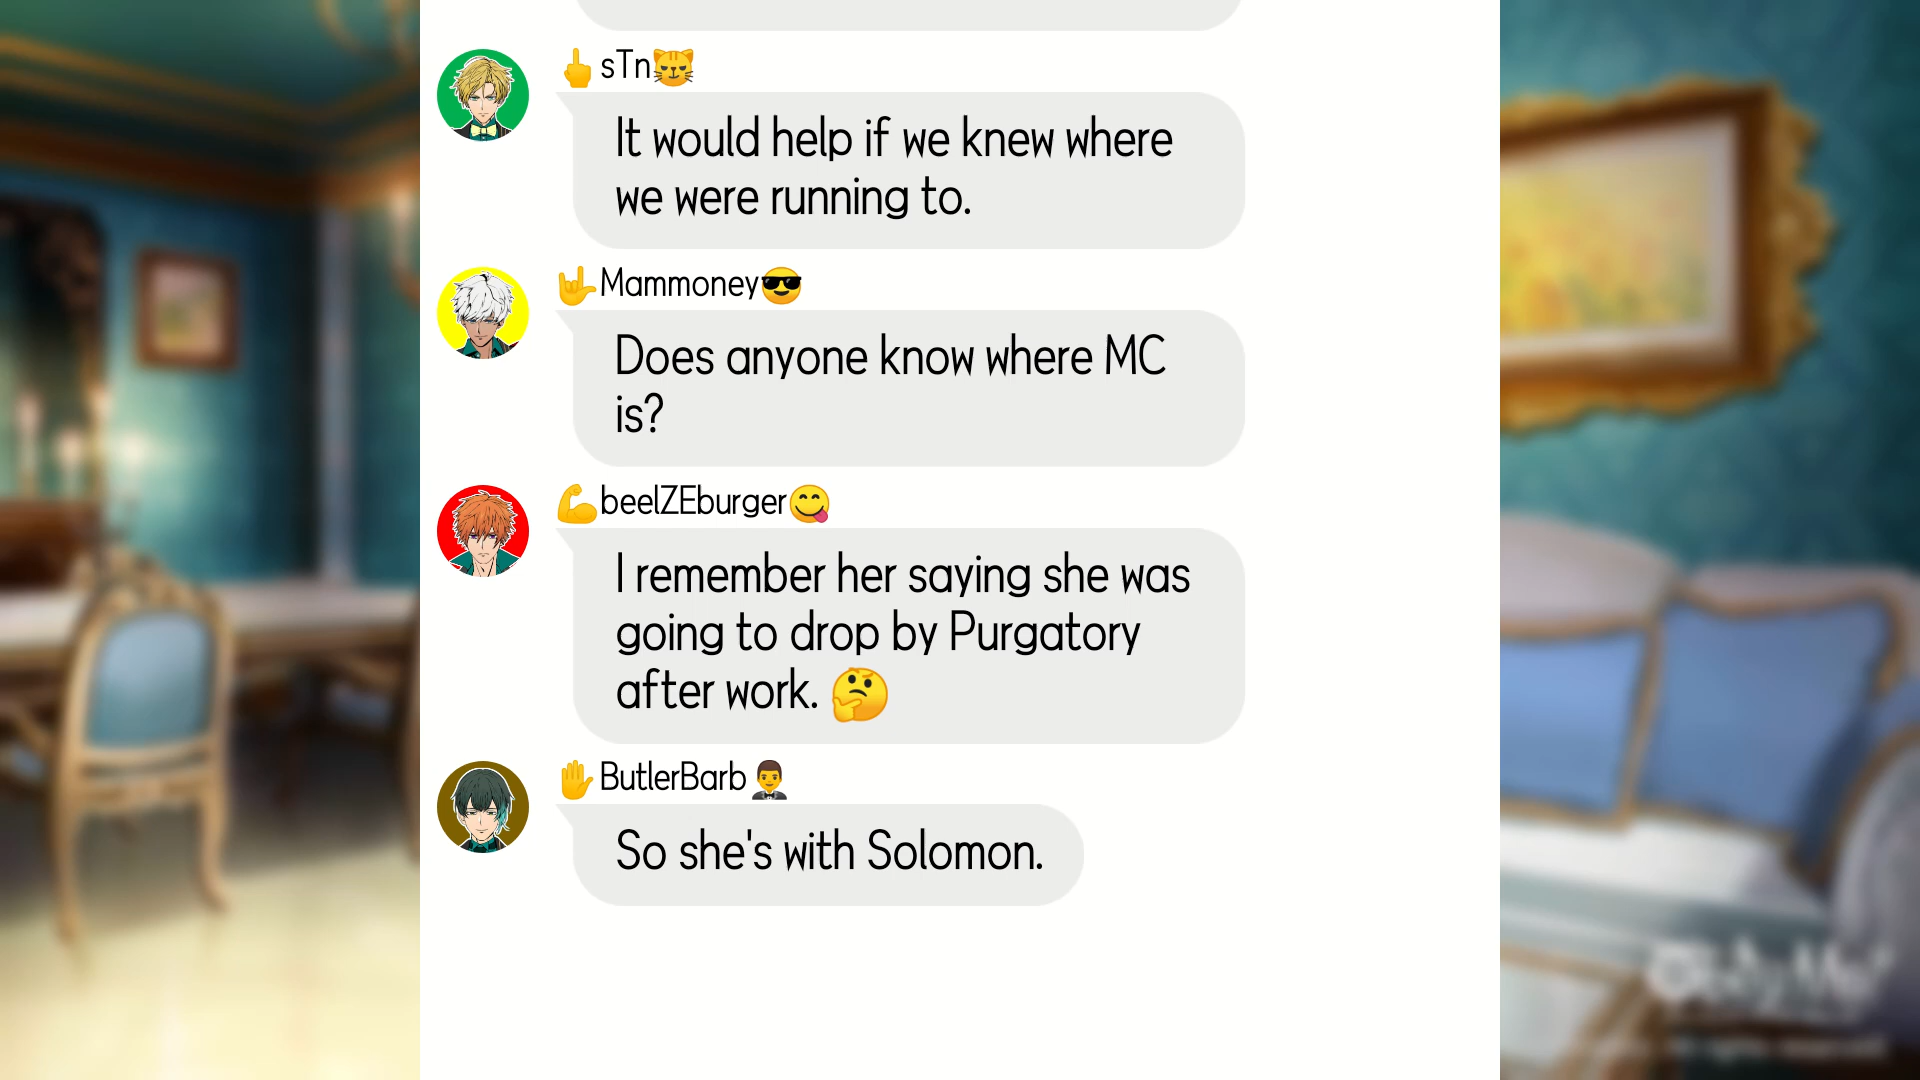 🖕sTn😼
It would help if we knew where
we were running to.
🤟Mammoney😎
Does anyone know where MC
is?
💪beelZEburger😋
I remember her saying she was
going to drop by Purgatory
after work. 🤔
✋ButlerBarb🤵‍♂️
So she's with Solomon.